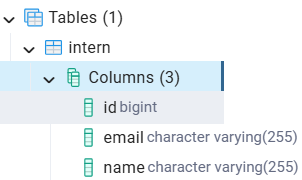 Tables (1)
intern
Columns (3)
id bigint
email character varying(255)
name character varying(255)